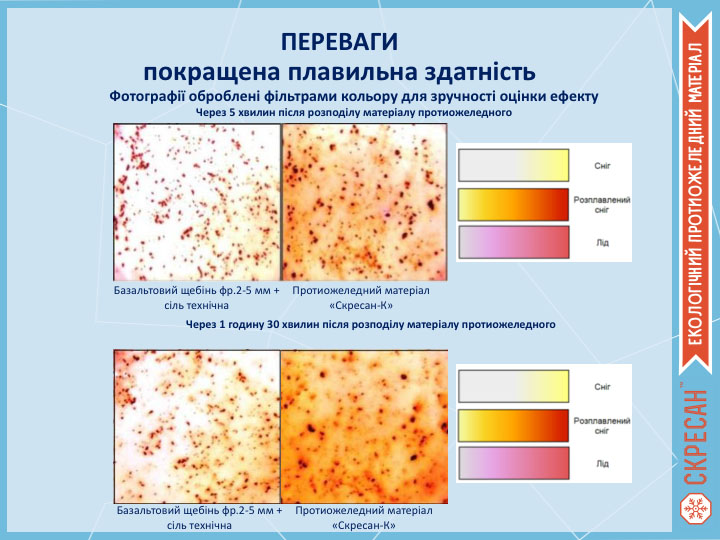 ПЕРЕВАГИ
покращена плавильна здатність
Фотографії оброблені фільтрами кольору для зручності оцінки ефекту
Через 5 хвилин після розподілу матеріалу протиожеледного
Сніг
Розплавлений
сніг
Лід
Базальтовий щебінь фр.2-5 мм +
сіль технічна
Протиожеледний матеріал
«Скресан-К»
Через 1 годину 30 хвилин після розподілу матеріалу протиожеледного
Сніг
Розплавлений
сніг
Лід
Базальтовий щебінь фр.2-5 мм +
сіль технічна
Протиожеледний матеріал
«Скресан-К»
ЕКОЛОГІЧНИЙ ПРОТИОЖЕЛЕДНИЙ МАТЕРІАЛ
СКРЕСАН